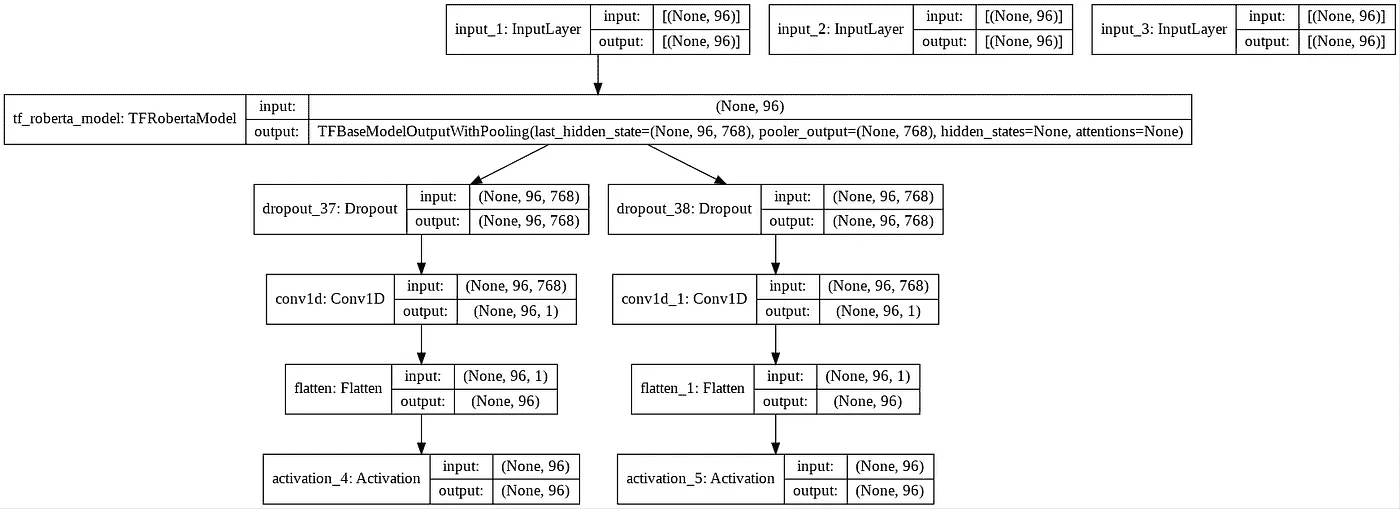 input_1: InputLayer input: [(None, 96)]
output: [(None, 96)]
input_2: InputLayer input: [(None, 96)]
output: [(None, 96)]
input_3: InputLayer input: [(None, 96)]
output: [(None, 96)]
tf_roberta_model: TFRobertaModel input: (None, 96)
output: TFBaseModelOutputWithPooling(last_hidden_state=(None, 96, 768), pooler_output=(None, 768), hidden_states=None, attentions=None)
dropout_37: Dropout input: (None, 96, 768)
output: (None, 96, 768)
dropout_38: Dropout input: (None, 96, 768)
output: (None, 96, 768)
conv1d: Conv1D input: (None, 96, 768)
output: (None, 96, 1)
conv1d_1: Conv1D input: (None, 96, 768)
output: (None, 96, 1)
flatten: Flatten input: (None, 96, 1)
output: (None, 96)
flatten_1: Flatten input: (None, 96, 1)
output: (None, 96)
activation_4: Activation input: (None, 96)
output: (None, 96)
activation_5: Activation input: (None, 96)
output: (None, 96)